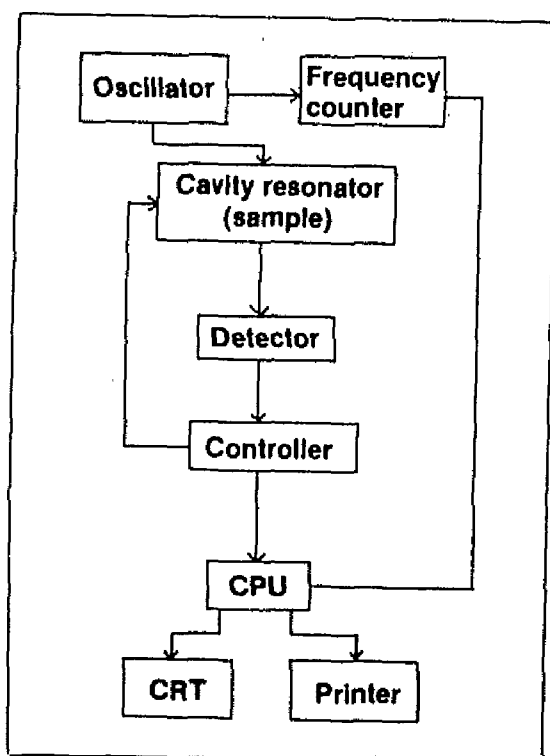 Oscillator
Frequency
counter
Cavity resonator
(sample)
Detector
Controller
CPU
CRT
Printer